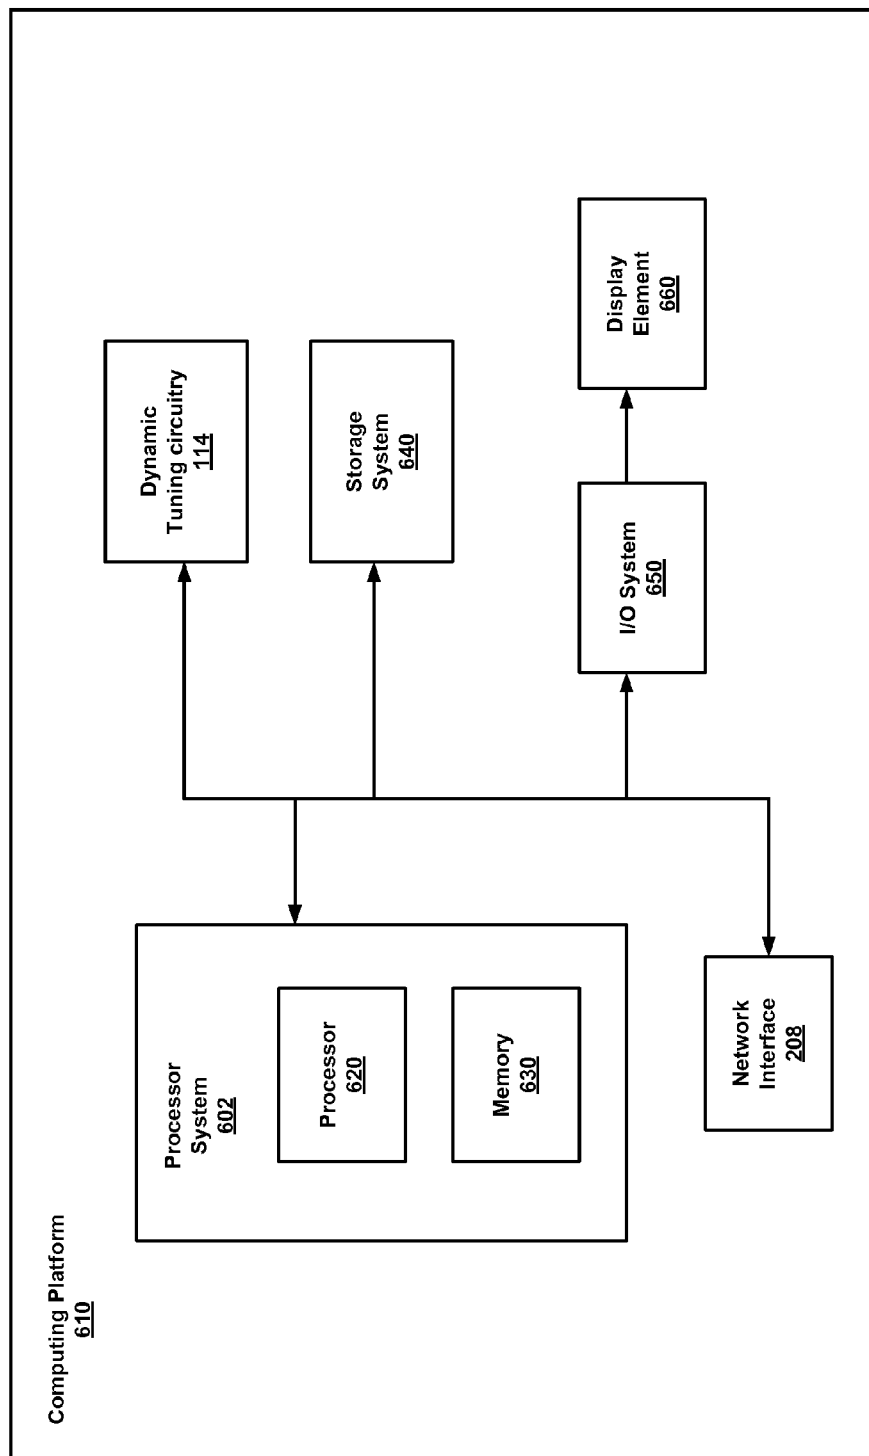 Computing Platform
610
Processor
System
602
Processor
620
Memory
630
Network
Interface
208
Dynamic
Tuning circuitry
114
Storage
System
640
I/O System
650
Display
Element
660